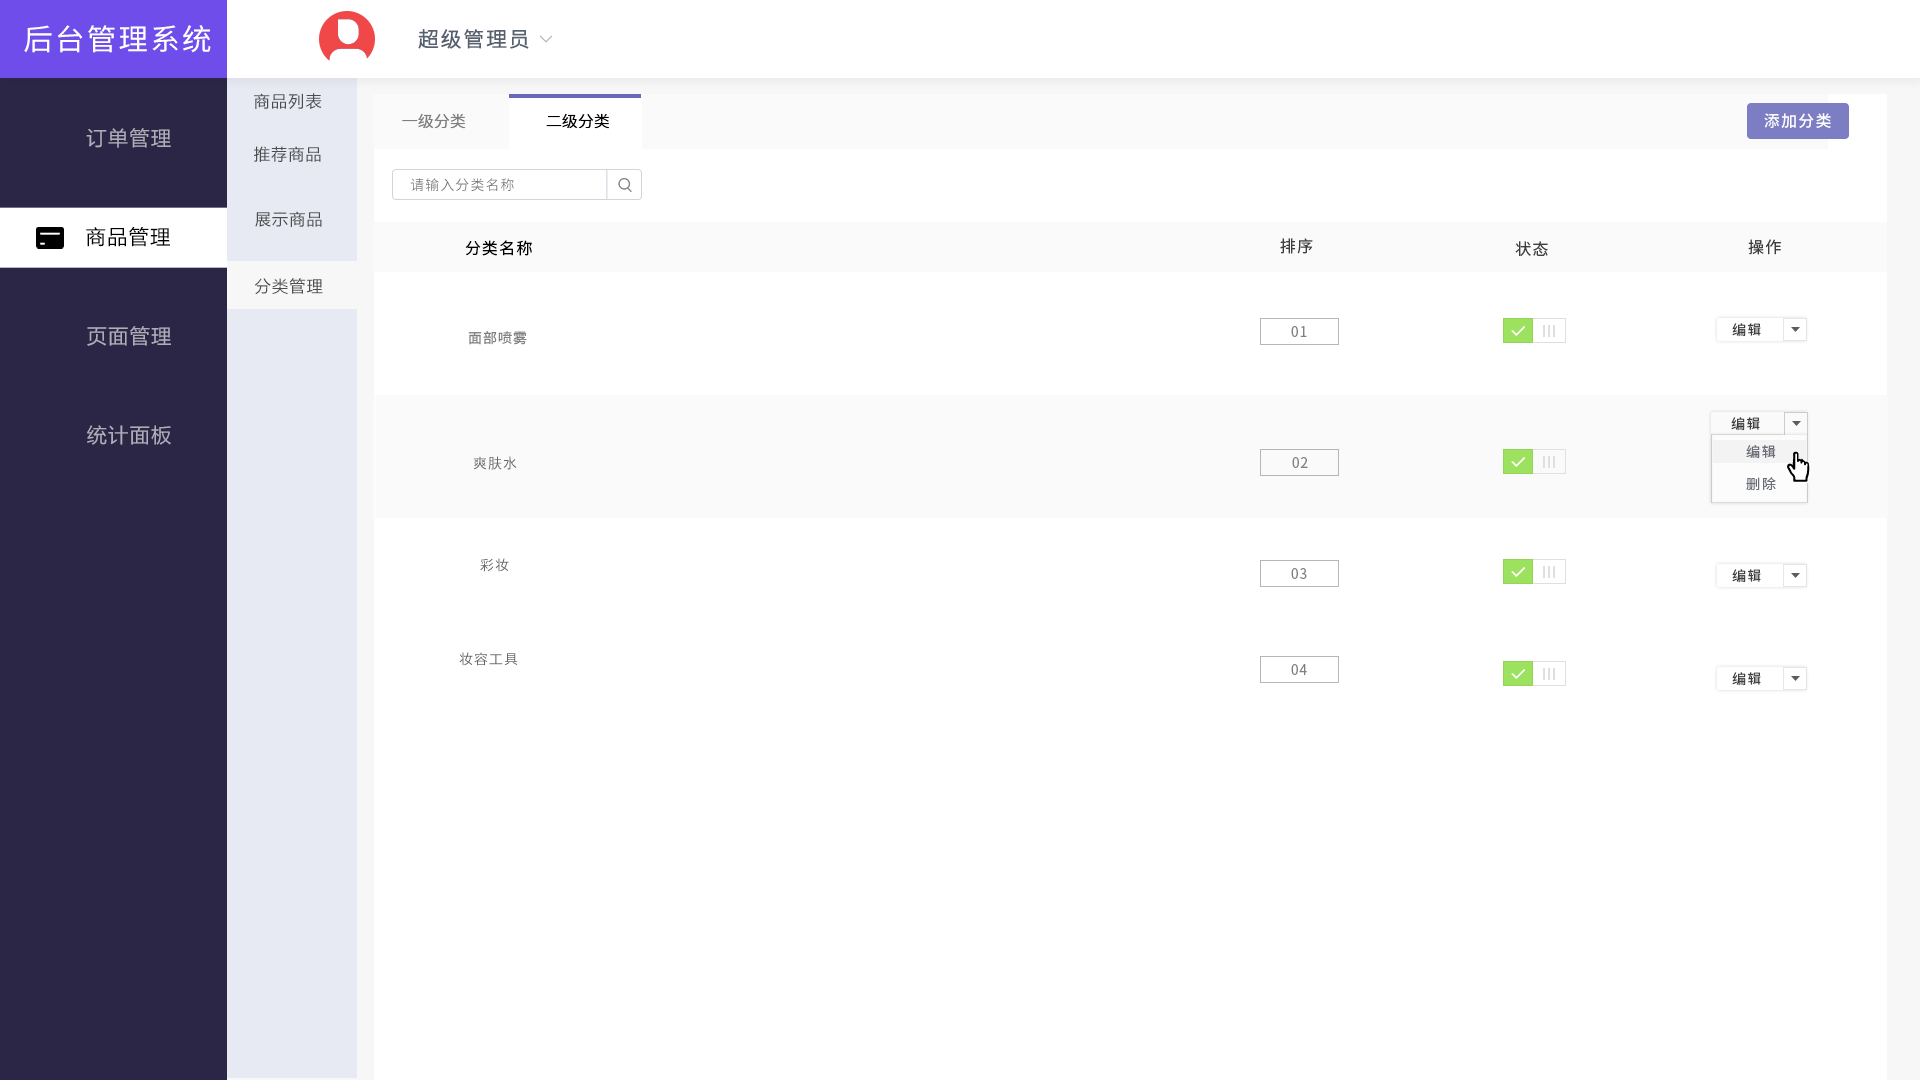 后台管理系统
超级管理员
订单管理
商品管理
页面管理
统计面板
商品列表
推荐商品
展示商品
分类管理
一级分类 二级分类 添加分类
请输入分类名称
分类名称 排序 状态 操作
面部喷雾 01 编辑
爽肤水 02 编辑
编辑
删除
彩妆 03 编辑
妆容工具 04 编辑